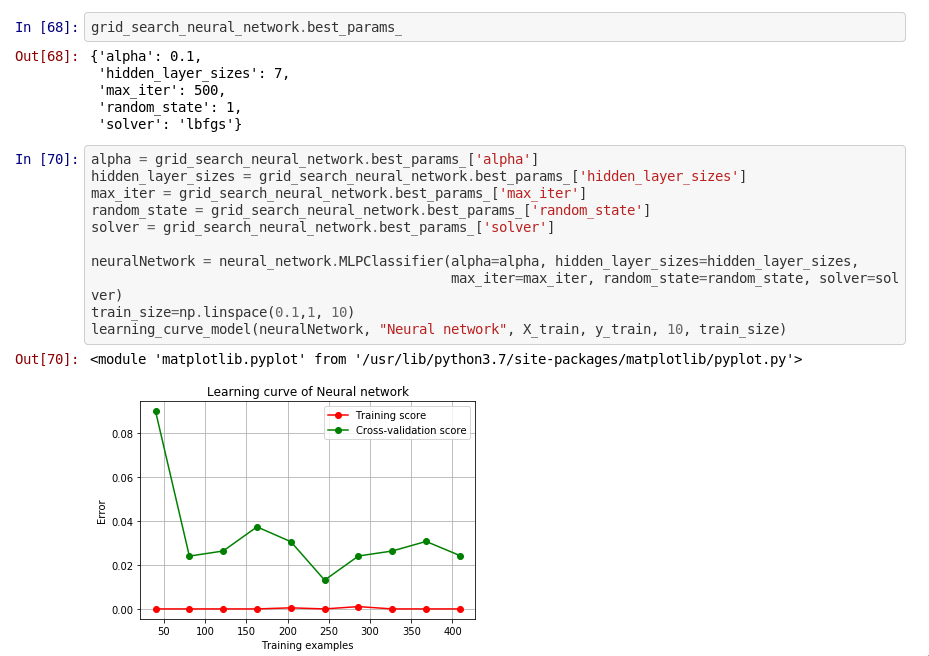 In [68]: grid_search_neural_network.best_params_
Out[68]: {'alpha': 0.1,
'hidden_layer_sizes': 7,
'max_iter': 500,
'random_state': 1,
'solver': 'lbfgs'}
In [70]: alpha = grid_search_neural_network.best_params_['alpha']
hidden_layer_sizes = grid_search_neural_network.best_params_['hidden_layer_sizes']
max_iter = grid_search_neural_network.best_params_['max_iter']
random_state = grid_search_neural_network.best_params_['random_state']
solver = grid_search_neural_network.best_params_['solver']
neuralNetwork = neural_network.MLPClassifier(alpha=alpha, hidden_layer_sizes=hidden_layer_sizes,
max_iter=max_iter, random_state=random_state, solver=sol
ver)
train_size=np.linspace(0.1,1, 10)
learning_curve_model(neuralNetwork, "Neural network", X_train, y_train, 10, train_size)
Out[70]: <module 'matplotlib.pyplot' from '/usr/lib/python3.7/site-packages/matplotlib/pyplot.py'>
Learning curve of Neural network
Training score
Cross-validation score
0.08
0.06
0.04
0.02
0.00
Error
50 100 150 200 250 300 350 400
Training examples